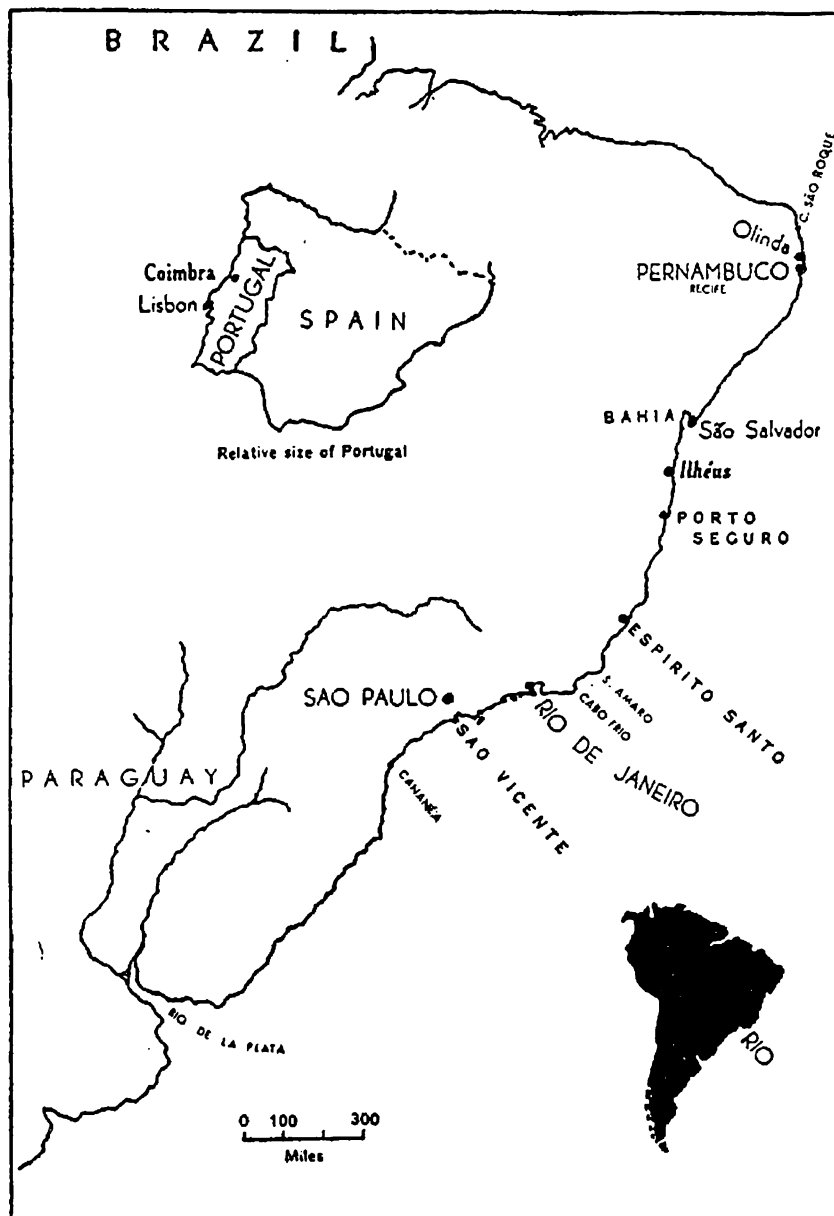 BRAZIL
C. SÃO ROQUE
Olinda
PERNAMBUCO
RECIFE
Coimbra
Lisbon
PORTUGAL
SPAIN
Relative size of Portugal
BAHIA
São Salvador
Ilhéus
PORTO
SEGURO
ESPIRITO SANTO
S. AMARO
CABO FRIO
SAO PAULO
RIO DE JANEIRO
SAO VICENTE
PARAGUAY
CANANÉA
RIO DE LA PLATA
RIO
0 100 300
Miles